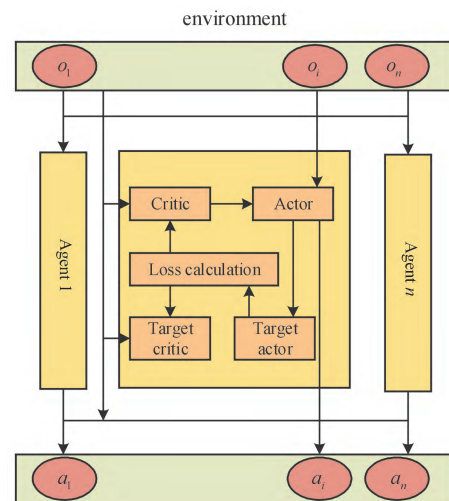 environment
o1 oi on
Critic Actor
Agent 1
Loss calculation
Agent n
Target critic
Target actor
a1 ai an